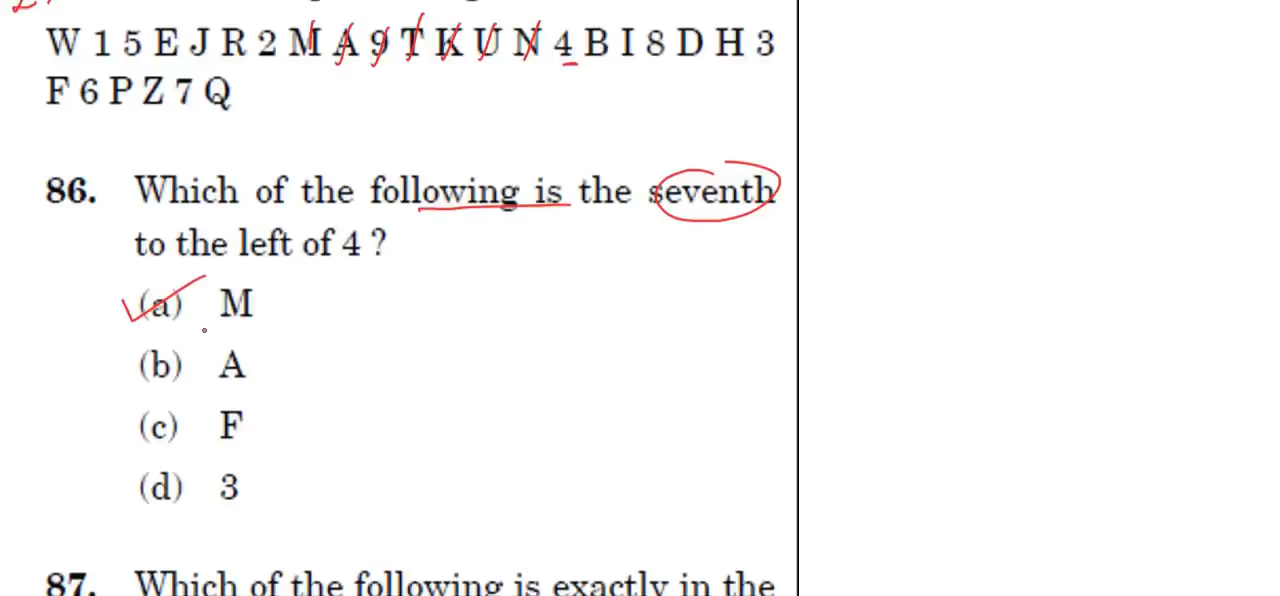 W 1 5 E J R 2 M A 9 T K U N 4 B I 8 D H 3
F 6 P Z 7 Q
86. Which of the following is the seventh
to the left of 4 ?
(a) M
(b) A
(c) F
(d) 3
87. Which of the following is exactly in the